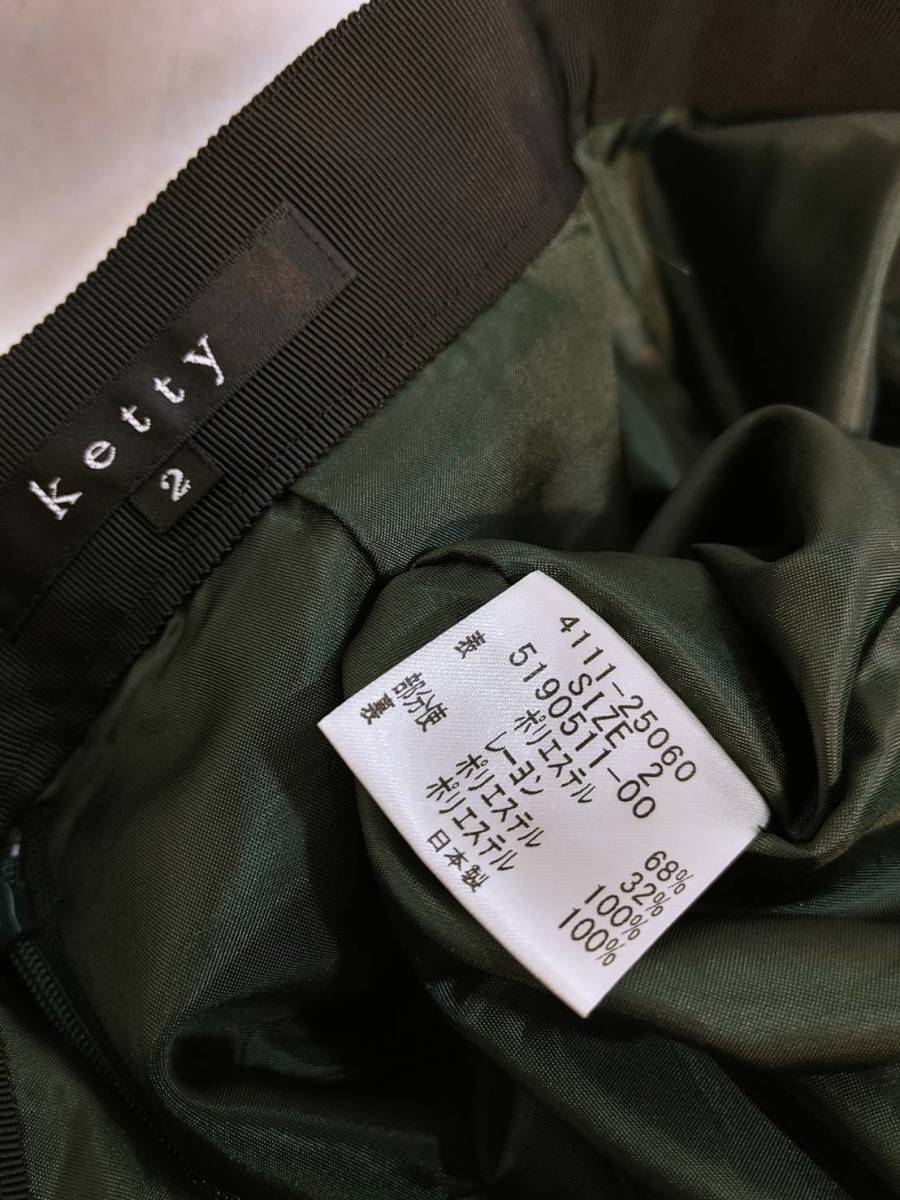 ketty
2
4111-25060
SIZE 2
5190511-00
表 ポリエステル 68%
レーヨン 32%
部分使 ポリエステル 100%
裏 ポリエステル 100%
日本製